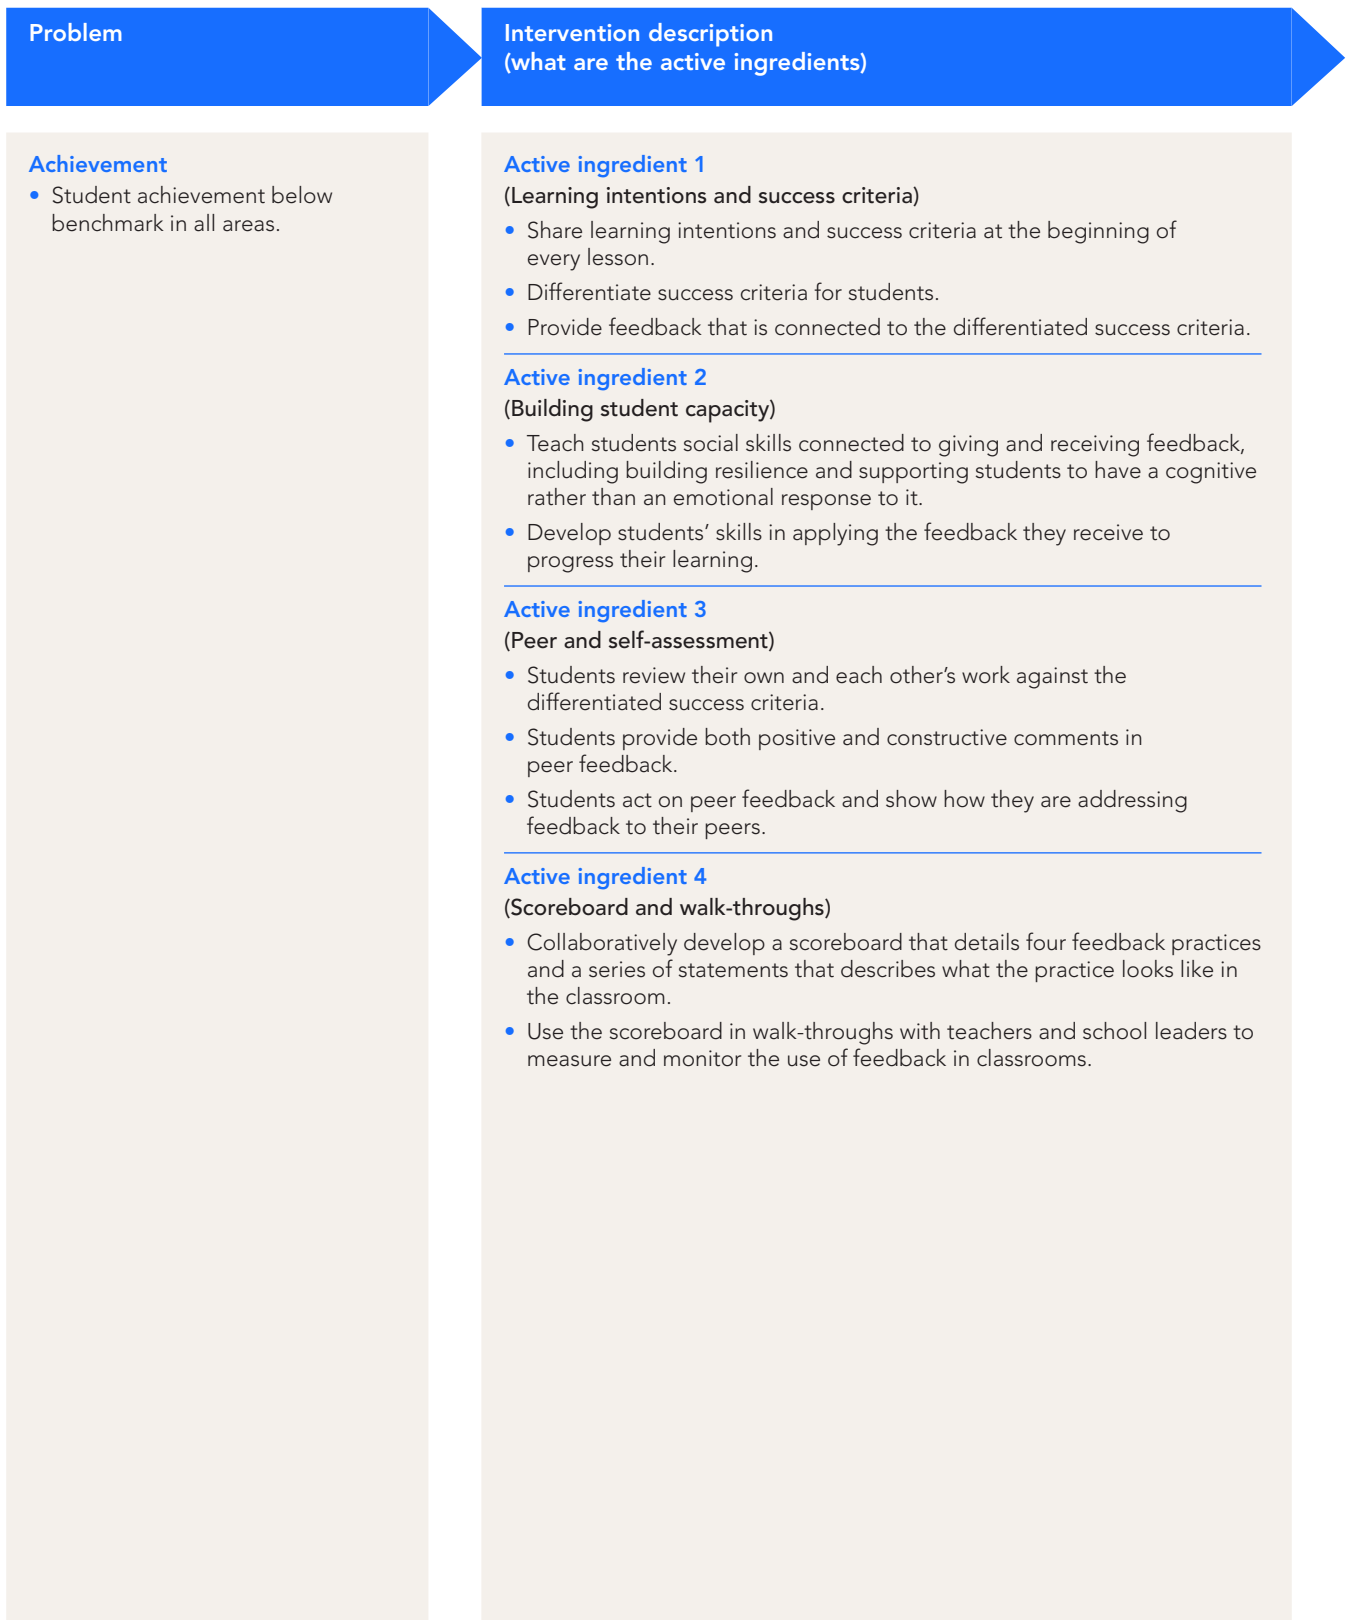 Problem
Achievement
• Student achievement below
benchmark in all areas.
Intervention description
(what are the active ingredients)
Active ingredient 1
(Learning intentions and success criteria)
• Share learning intentions and success criteria at the beginning of
every lesson.
• Differentiate success criteria for students.
• Provide feedback that is connected to the differentiated success criteria.
Active ingredient 2
(Building student capacity)
• Teach students social skills connected to giving and receiving feedback,
including building resilience and supporting students to have a cognitive
rather than an emotional response to it.
• Develop students’ skills in applying the feedback they receive to
progress their learning.
Active ingredient 3
(Peer and self-assessment)
• Students review their own and each other’s work against the
differentiated success criteria.
• Students provide both positive and constructive comments in
peer feedback.
• Students act on peer feedback and show how they are addressing
feedback to their peers.
Active ingredient 4
(Scoreboard and walk-throughs)
• Collaboratively develop a scoreboard that details four feedback practices
and a series of statements that describes what the practice looks like in
the classroom.
• Use the scoreboard in walk-throughs with teachers and school leaders to
measure and monitor the use of feedback in classrooms.